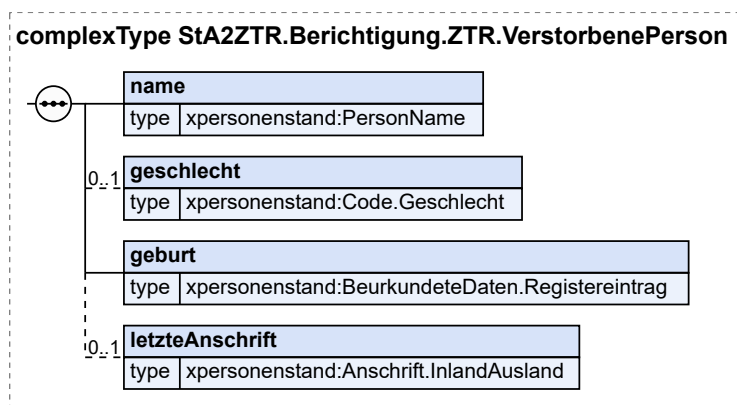 complexType StA2ZTR.Berichtigung.ZTR.VerstorbenePerson
name
type xpersonenstand:PersonName
0..1 geschlecht
type xpersonenstand:Code.Geschlecht
geburt
type xpersonenstand:BeurkundeteDaten.Registereintrag
0..1 letzteAnschrift
type xpersonenstand:Anschrift.InlandAusland